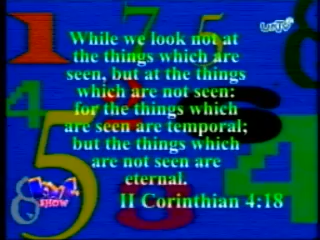 UNTV
While we look not at
the things which are
seen, but at the things
which are not seen:
for the things which
are seen are temporal;
but the things which
are not seen are
eternal.
II Corinthian 4:18
SHOW